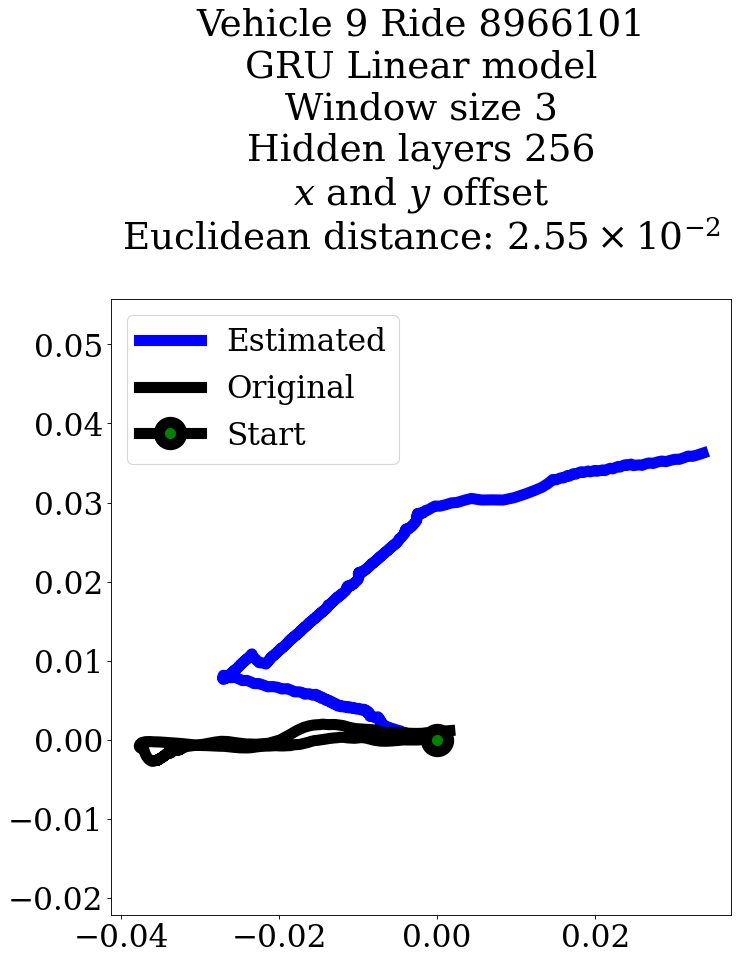 Vehicle 9 Ride 8966101
GRU Linear model
Window size 3
Hidden layers 256
x and y offset
Euclidean distance: 2.55 × 10⁻²
Estimated
Original
Start
0.05
0.04
0.03
0.02
0.01
0.00
−0.01
−0.02
−0.04 −0.02 0.00 0.02